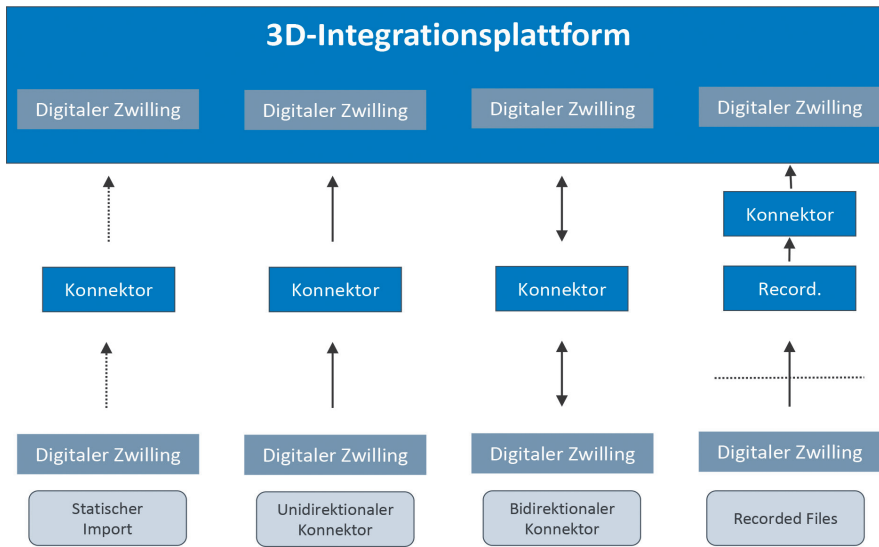 3D-Integrationsplattform
Digitaler Zwilling
Digitaler Zwilling
Digitaler Zwilling
Digitaler Zwilling
Konnektor
Konnektor
Konnektor
Konnektor
Record.
Digitaler Zwilling
Digitaler Zwilling
Digitaler Zwilling
Digitaler Zwilling
Statischer
Import
Unidirektionaler
Konnektor
Bidirektionaler
Konnektor
Recorded Files